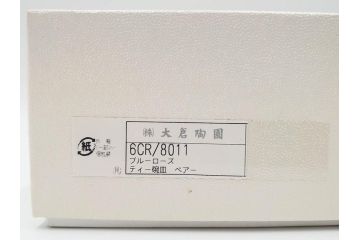 ㈱ 大倉陶園
紙
6CR/8011
ブルーローズ
ティー碗皿 ペアー